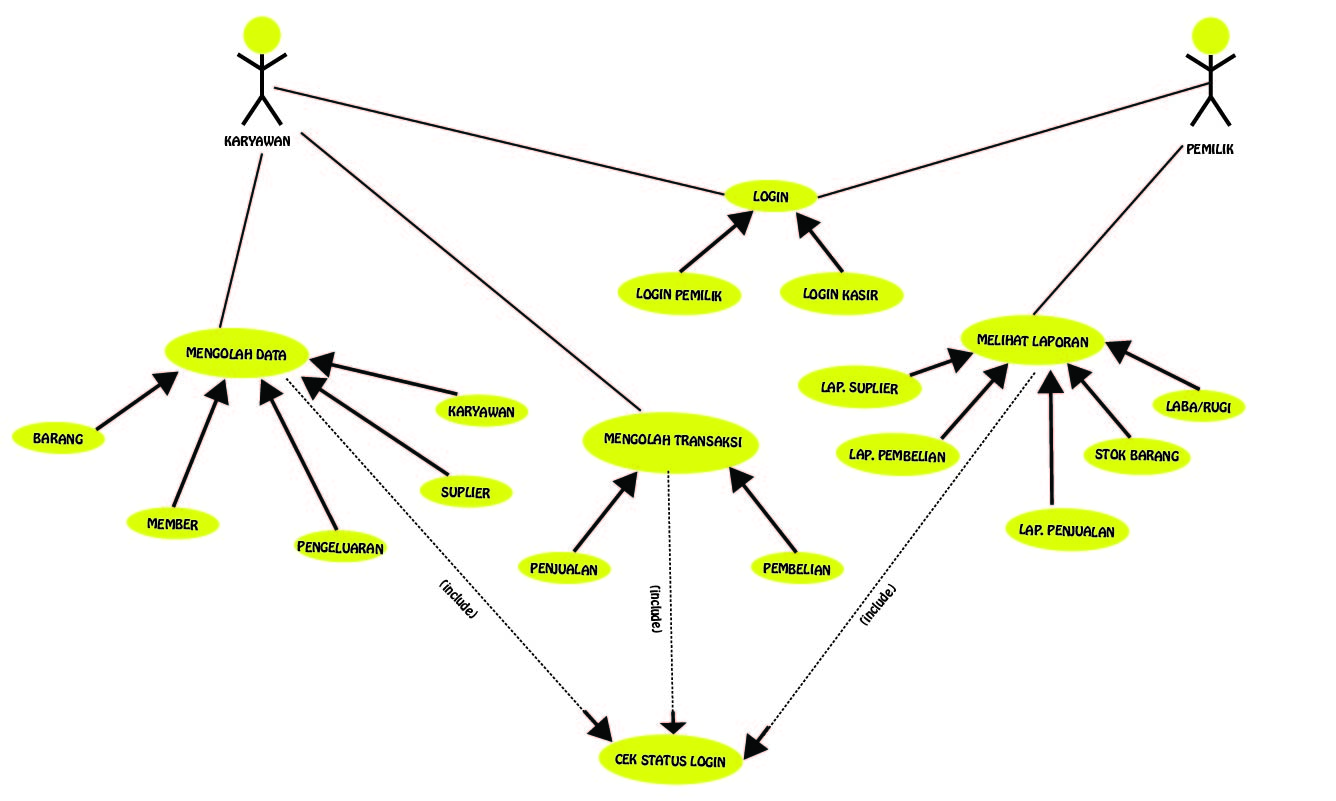 KARYAWAN
PEMILIK
LOGIN
LOGIN PEMILIK
LOGIN KASIR
MENGOLAH DATA
MELIHAT LAPORAN
LAP. SUPLIER
KARYAWAN
LABA/RUGI
BARANG
MENGOLAH TRANSAKSI
LAP. PEMBELIAN
STOK BARANG
SUPLIER
MEMBER
LAP. PENJUALAN
PENGELUARAN
PENJUALAN
PEMBELIAN
(include)
(include)
(include)
CEK STATUS LOGIN